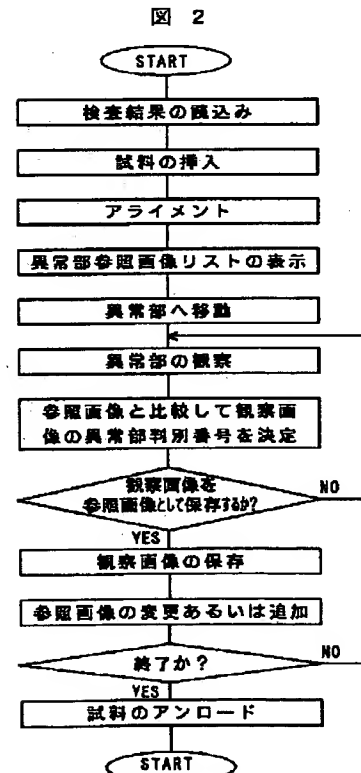 図 2
START
検査結果の読込み
試料の挿入
アライメント
異常部参照画像リストの表示
異常部へ移動
異常部の観察
参照画像と比較して観察画
像の異常部判別番号を決定
観察画像を
参照画像として保存するか?
NO
YES
観察画像の保存
参照画像の変更あるいは追加
終了か?
NO
YES
試料のアンロード
START